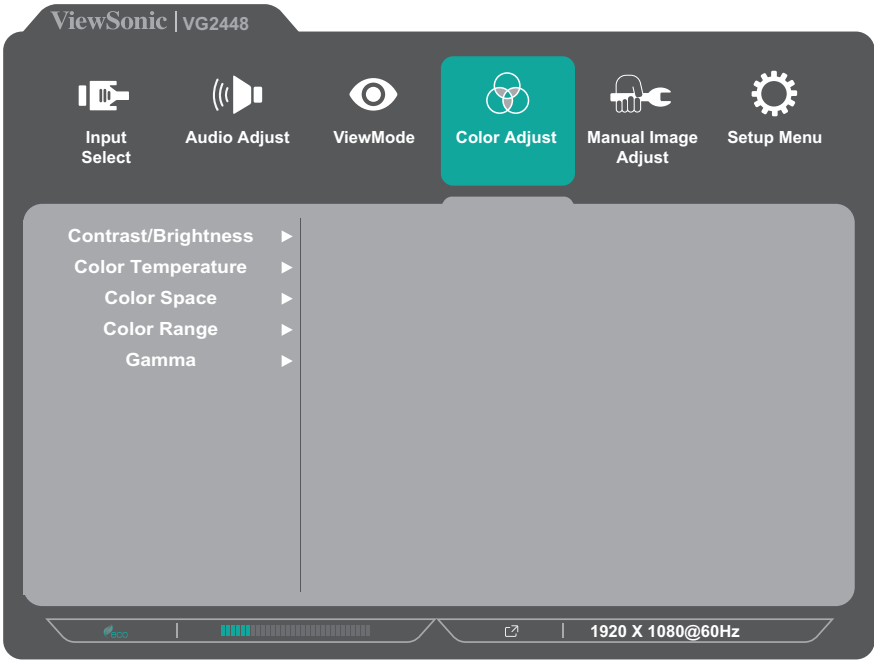 ViewSonic | VG2448
Input
Select
Audio Adjust
ViewMode
Color Adjust
Manual Image
Adjust
Setup Menu
Contrast/Brightness
Color Temperature
Color Space
Color Range
Gamma
eco
1920 X 1080@60Hz